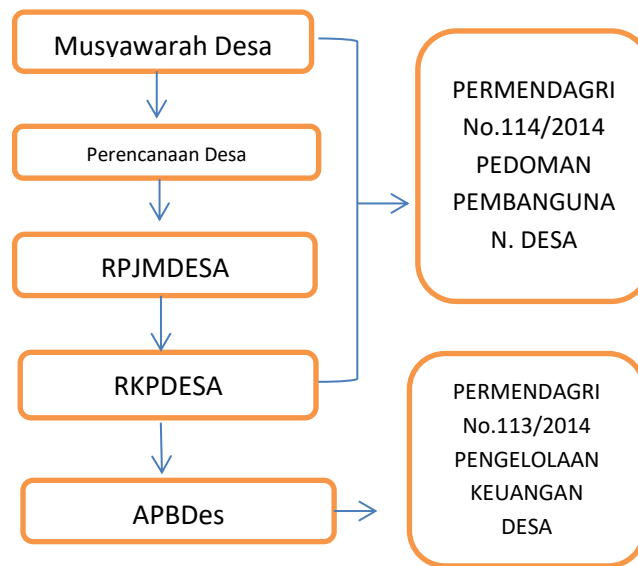 Musyawarah Desa
Perencanaan Desa
RPJMDESA
RKPDESA
APBDes
PERMENDAGRI
No.114/2014
PEDOMAN
PEMBANGUNA
N. DESA
PERMENDAGRI
No.113/2014
PENGELOLAAN
KEUANGAN
DESA